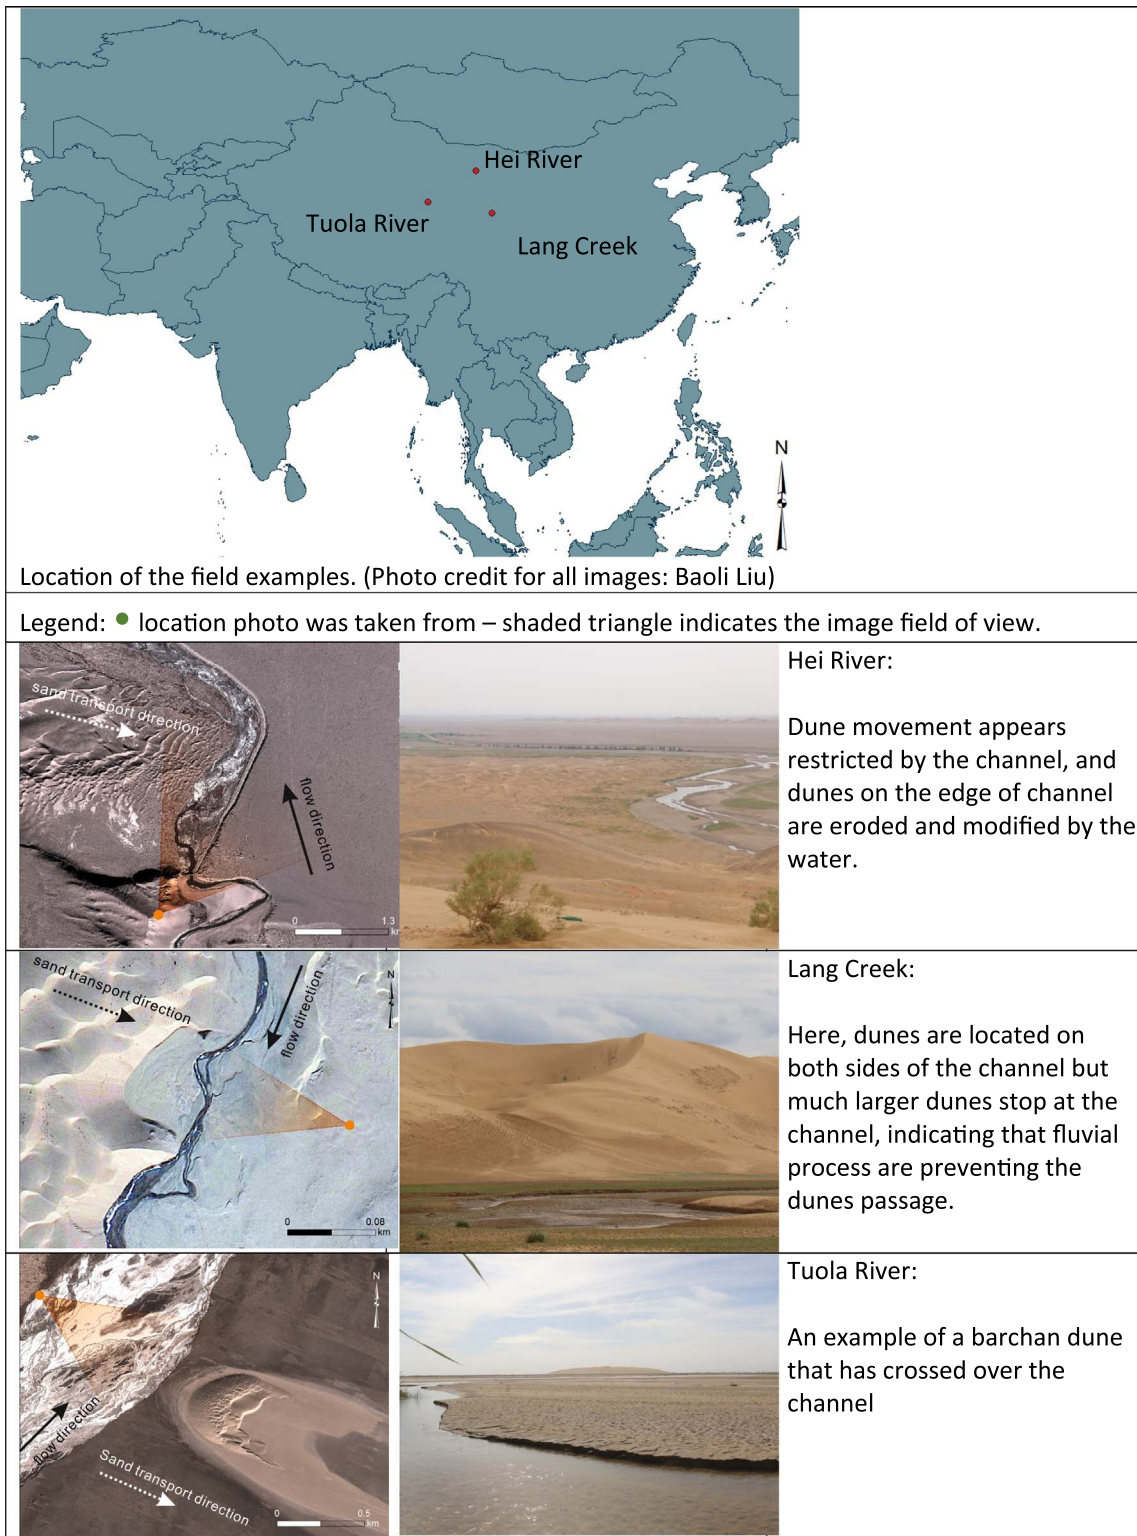 Hei River
Tuola River
Lang Creek
N
Location of the field examples. (Photo credit for all images: Baoli Liu)
Legend: location photo was taken from – shaded triangle indicates the image field of view.
sand transport direction
flow direction
0 1.3
km
Hei River:
Dune movement appears
restricted by the channel, and
dunes on the edge of channel
are eroded and modified by the
water.
sand transport direction
flow direction
N
0 0.08
km
Lang Creek:
Here, dunes are located on
both sides of the channel but
much larger dunes stop at the
channel, indicating that fluvial
process are preventing the
dunes passage.
N
flow direction
Sand transport direction
0 0.5
km
Tuola River:
An example of a barchan dune
that has crossed over the
channel